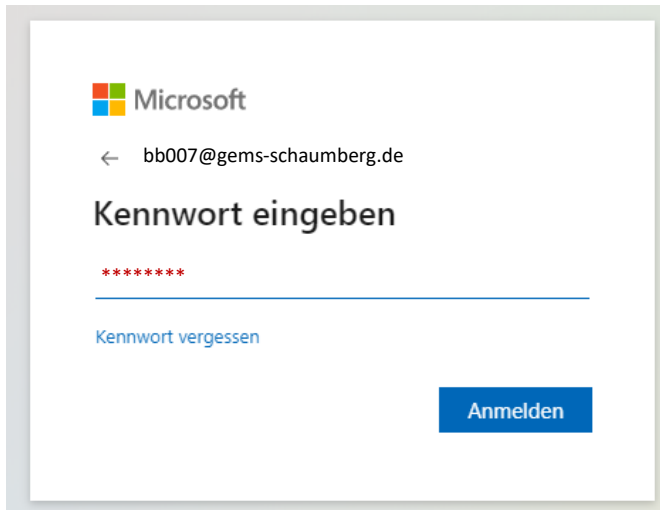 Microsoft
← bb007@gems-schaumberg.de
Kennwort eingeben
********
Kennwort vergessen
Anmelden